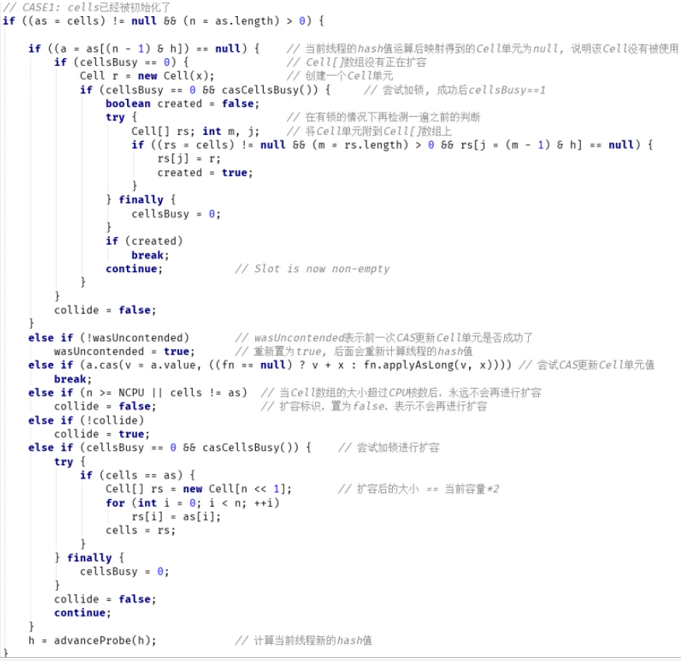 // CASE1: cells已经被初始化了
if ((as = cells) != null && (n = as.length) > 0) {
if ((a = as[(n - 1) & h]) == null) { // 当前线程的hash值运算后映射得到的Cell单元为null, 说明该Cell没有被使用
if (cellsBusy == 0) { // Cell[]数组没有正在扩容
Cell r = new Cell(x); // 创建一个Cell单元
if (cellsBusy == 0 && casCellsBusy()) { // 尝试加锁, 成功后cellsBusy==1
boolean created = false;
try { // 在有锁的情况下再检测一遍之前的判断
Cell[] rs; int m, j; // 将Cell单元附到Cell[]数组上
if ((rs = cells) != null && (m = rs.length) > 0 && rs[j = (m - 1) & h] == null) {
rs[j] = r;
created = true;
}
} finally {
cellsBusy = 0;
}
if (created)
break;
continue; // Slot is now non-empty
}
}
collide = false;
}
else if (!wasUncontended) // wasUncontended表示前一次CAS更新Cell单元是否成功了
wasUncontended = true; // 重新置为true, 后面会重新计算线程的hash值
else if (a.cas(v = a.value, ((fn == null) ? v + x : fn.applyAsLong(v, x)))) // 尝试CAS更新Cell单元值
break;
else if (n >= NCPU || cells != as) // 当Cell数组的大小超过CPU核数后, 永远不会再进行扩容
collide = false; // 扩容标识, 置为false, 表示不会再进行扩容
else if (!collide)
collide = true;
else if (cellsBusy == 0 && casCellsBusy()) { // 尝试加锁进行扩容
try {
if (cells == as) {
Cell[] rs = new Cell[n << 1]; // 扩容后的大小 == 当前容量*2
for (int i = 0; i < n; ++i)
rs[i] = as[i];
cells = rs;
}
} finally {
cellsBusy = 0;
}
collide = false;
continue;
}
h = advanceProbe(h); // 计算当前线程新的hash值
}